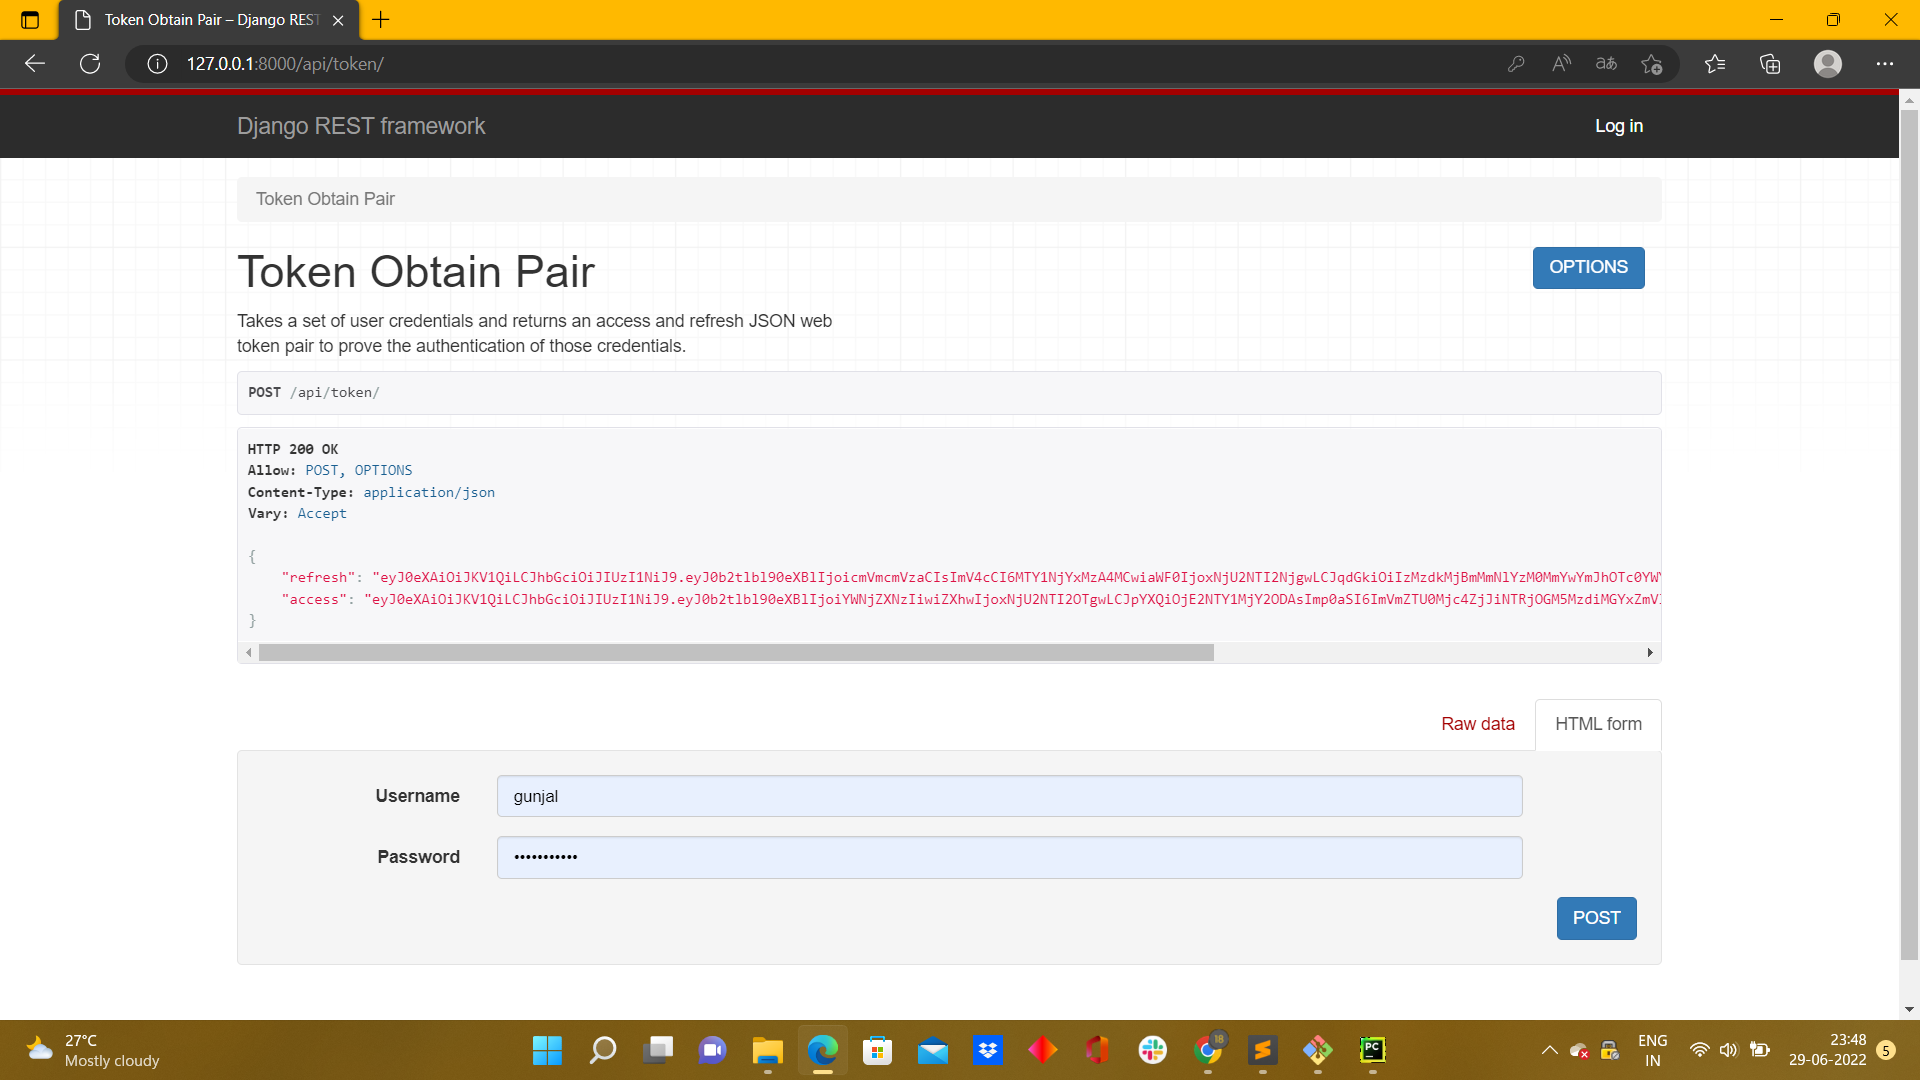 Token Obtain Pair – Django REST
127.0.0.1:8000/api/token/
Django REST framework
Log in
Token Obtain Pair
Token Obtain Pair
OPTIONS
Takes a set of user credentials and returns an access and refresh JSON web
token pair to prove the authentication of those credentials.
POST /api/token/
HTTP 200 OK
Allow: POST, OPTIONS
Content-Type: application/json
Vary: Accept
{
"refresh":
"access":
}
Raw data
HTML form
Username
gunjal
Password
•••••••••••
POST
27°C
Mostly cloudy
18
PC
ENG
IN
23:48
29-06-2022
5